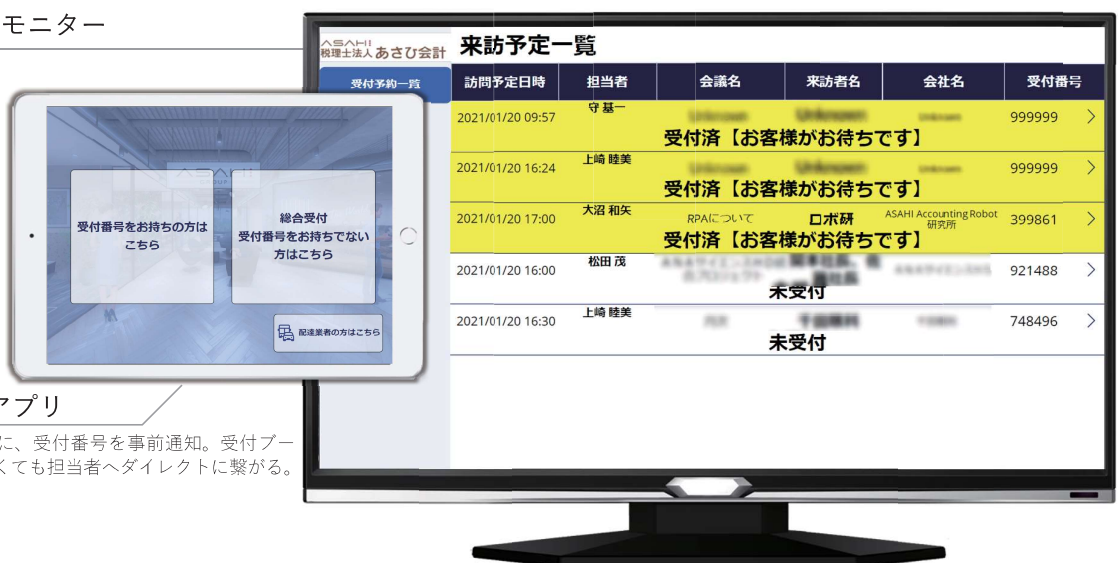 モニター
ASAHI
税理士法人 あさひ会計
来訪予定一覧
受付予約一覧
訪問予定日時 担当者 会議名 来訪者名 会社名 受付番号
2021/01/20 09:57 守 基一 999999
受付済【お客様がお待ちです】
2021/01/20 16:24 上崎 睦美 999999
受付済【お客様がお待ちです】
2021/01/20 17:00 大沼 和矢 RPAについて ロボ研 ASAHI Accounting Robot 研究所 399861
受付済【お客様がお待ちです】
2021/01/20 16:00 松田 茂 921488
未受付
2021/01/20 16:30 上崎 睦美 748496
未受付
ASAHI
受付番号をお持ちの方は
こちら
総合受付
受付番号をお持ちでない
方はこちら
配達業者の方はこちら
アプリ
に、受付番号を事前通知。受付ブー
くても担当者へダイレクトに繋がる。